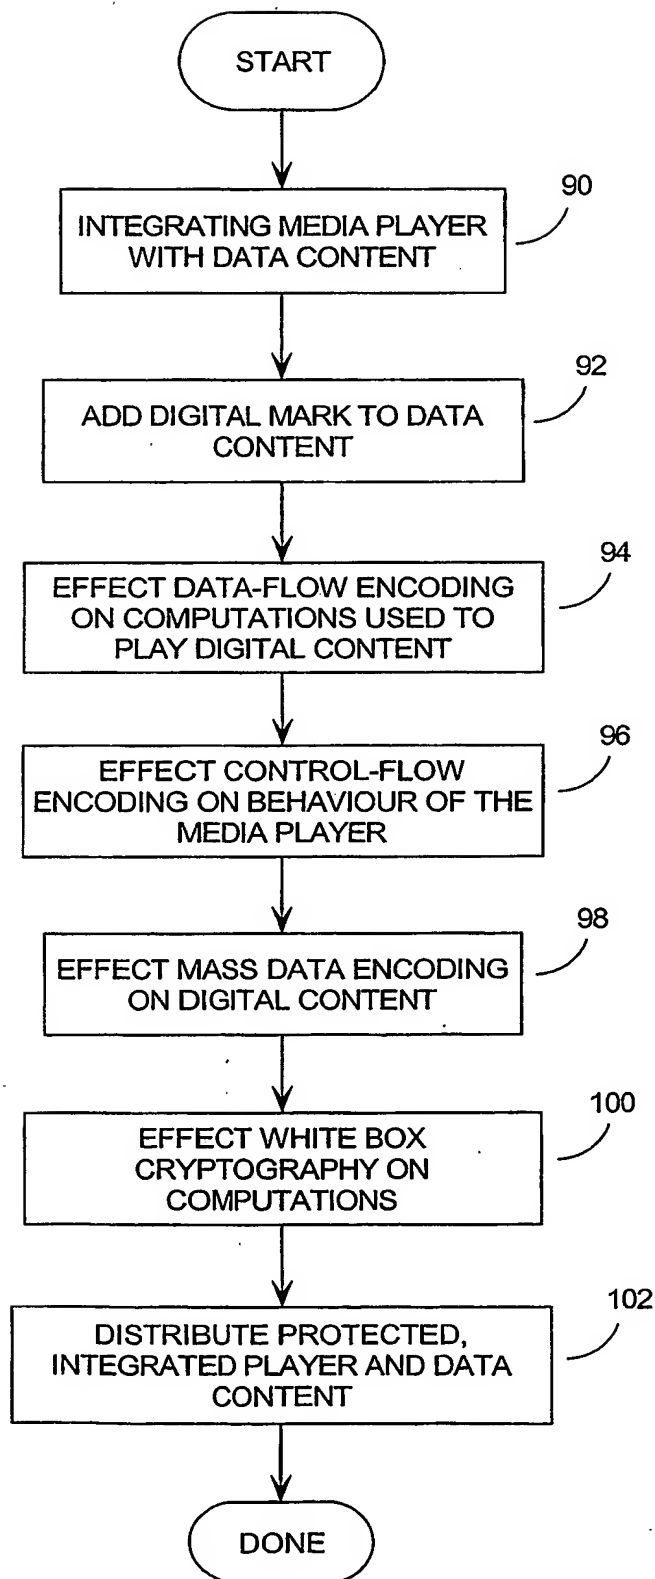 START
90
INTEGRATING MEDIA PLAYER
WITH DATA CONTENT
92
ADD DIGITAL MARK TO DATA
CONTENT
94
EFFECT DATA-FLOW ENCODING
ON COMPUTATIONS USED TO
PLAY DIGITAL CONTENT
96
EFFECT CONTROL-FLOW
ENCODING ON BEHAVIOUR OF THE
MEDIA PLAYER
98
EFFECT MASS DATA ENCODING
ON DIGITAL CONTENT
100
EFFECT WHITE BOX
CRYPTOGRAPHY ON
COMPUTATIONS
102
DISTRIBUTE PROTECTED,
INTEGRATED PLAYER AND DATA
CONTENT
DONE